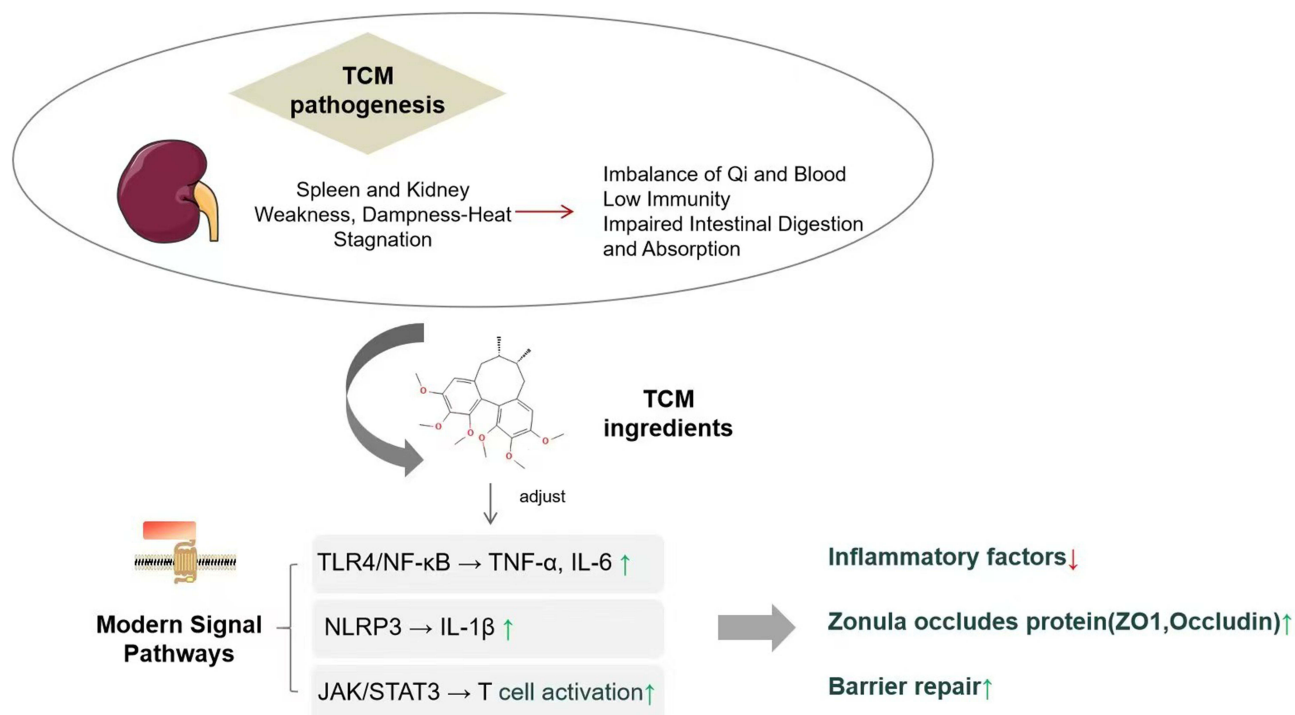 TCM
pathogenesis
Spleen and Kidney
Weakness, Dampness-Heat
Stagnation
Imbalance of Qi and Blood
Low Immunity
Impaired Intestinal Digestion
and Absorption
O
O
O
O
O
O
TCM
ingredients
adjust
Modern Signal
Pathways
TLR4/NF-κB → TNF-α, IL-6 ↑
NLRP3 → IL-1β ↑
JAK/STAT3 → T cell activation↑
Inflammatory factors↓
Zonula occludes protein(ZO1,Occludin)↑
Barrier repair↑